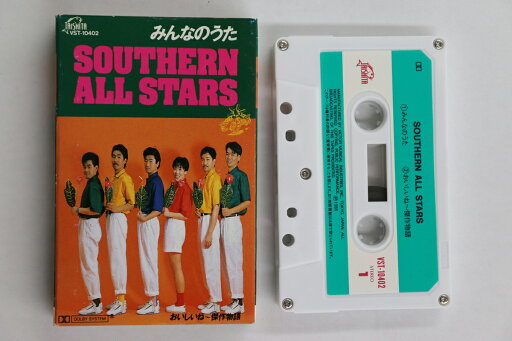 TAISHITA
VST-10402
みんなのうた
SOUTHERN
ALL STARS
DOLBY SYSTEM
おいしいね〜傑作物語
TAISHITA
SOUTHERN ALL STARS
①みんなのうた
②おいしいね〜傑作物語
VST-10402
STEREO
1